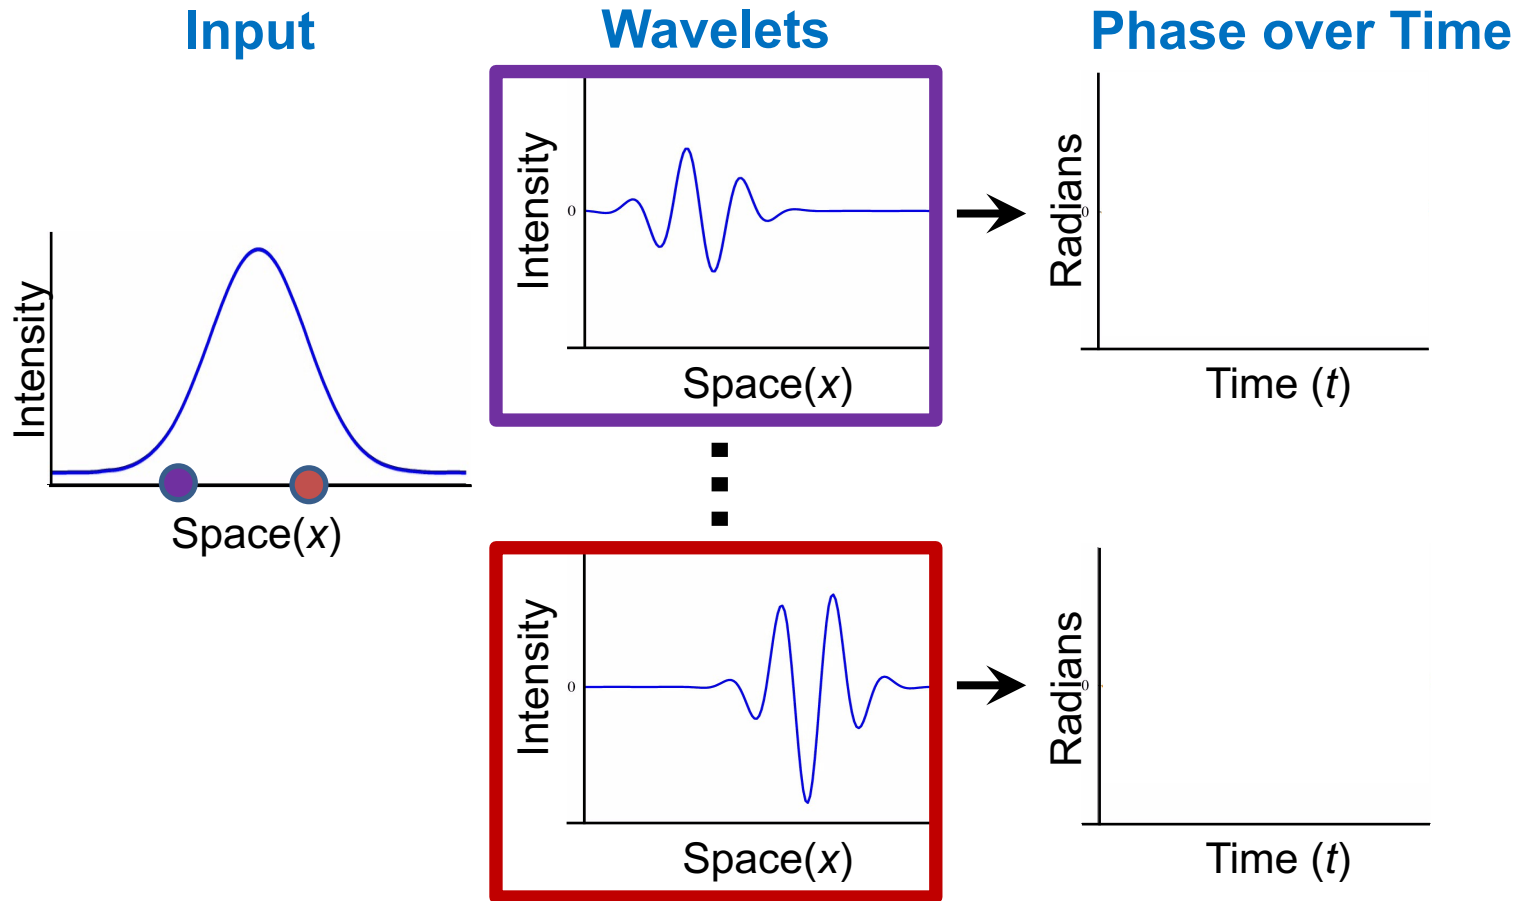 Input
Wavelets
Phase over Time
Intensity
Space(x)
Intensity
0
Space(x)
Radians
0
Time (t)
Intensity
0
Space(x)
Radians
0
Time (t)